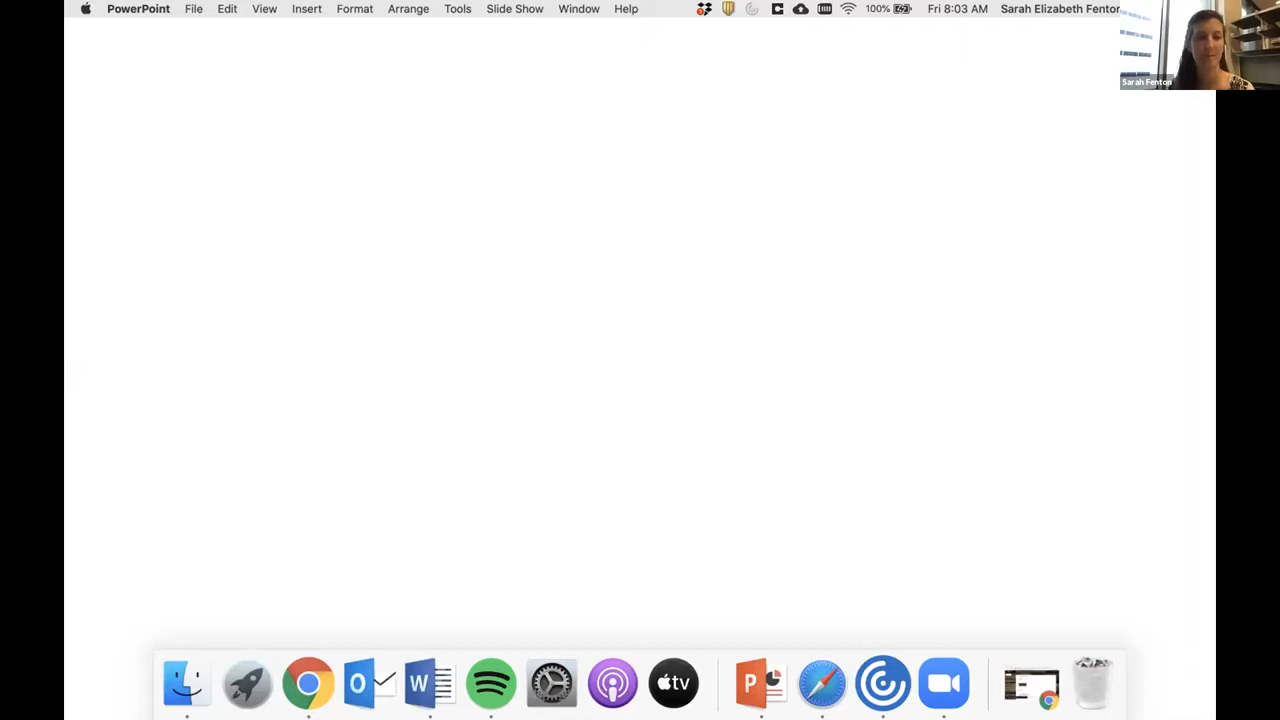 PowerPoint File Edit View Insert Format Arrange Tools Slide Show Window Help 100% Fri 8:03 AM Sarah Elizabeth Fenton
Sarah Fenton
tv